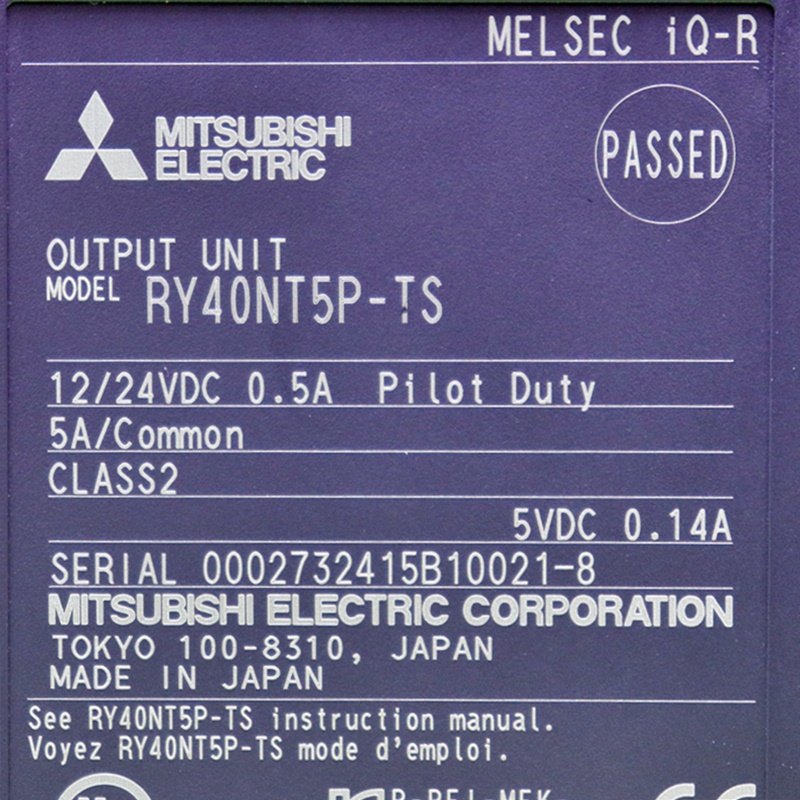 MELSEC iQ-R
MITSUBISHI
ELECTRIC
PASSED
OUTPUT UNIT
MODEL RY40NT5P-TS
12/24VDC 0.5A Pilot Duty
5A/Common
CLASS2
5VDC 0.14A
SERIAL 0002732415B10021-8
MITSUBISHI ELECTRIC CORPORATION
TOKYO 100-8310, JAPAN
MADE IN JAPAN
See RY40NT5P-TS instruction manual.
Voyez RY40NT5P-TS mode d'emploi.